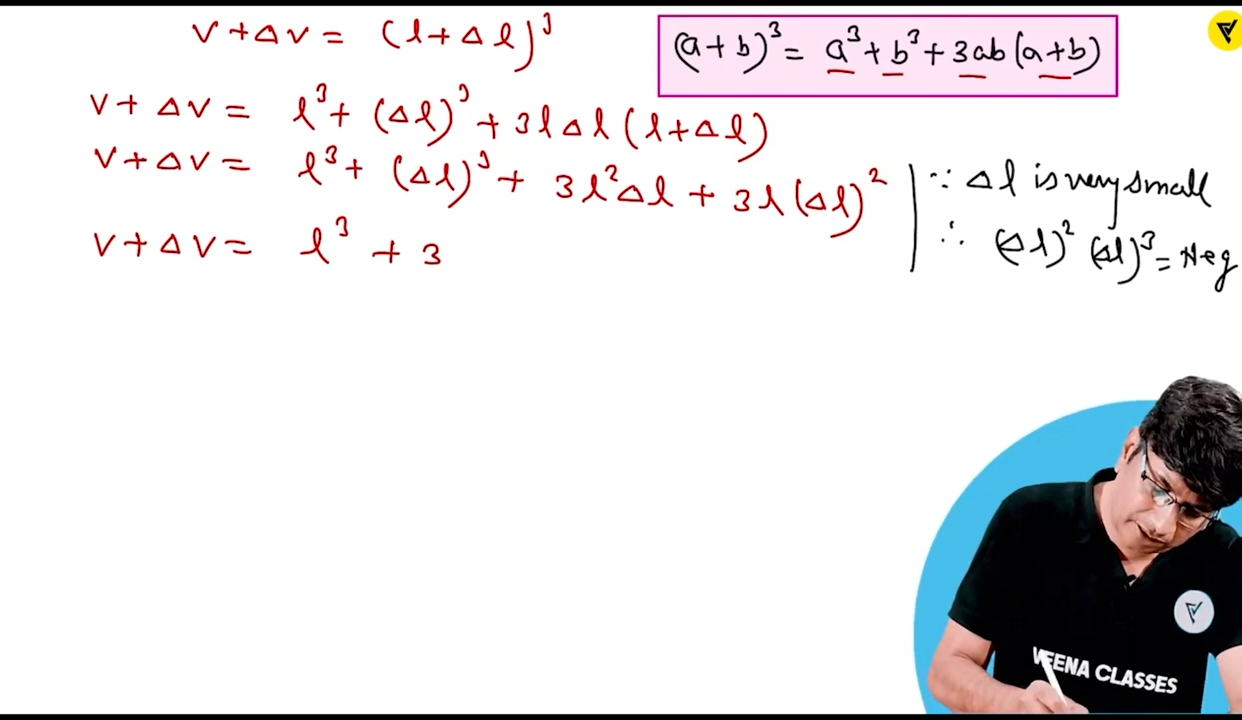 V + ΔV = (l + Δl)³
(a + b)³ = a³ + b³ + 3ab(a + b)
V + ΔV = l³ + (Δl)³ + 3lΔl(l + Δl)
V + ΔV = l³ + (Δl)³ + 3l²Δl + 3l(Δl)²
∵ Δl is very small
∴ (Δl)² (Δl)³ = Neg
V + ΔV = l³ + 3
VEENA CLASSES